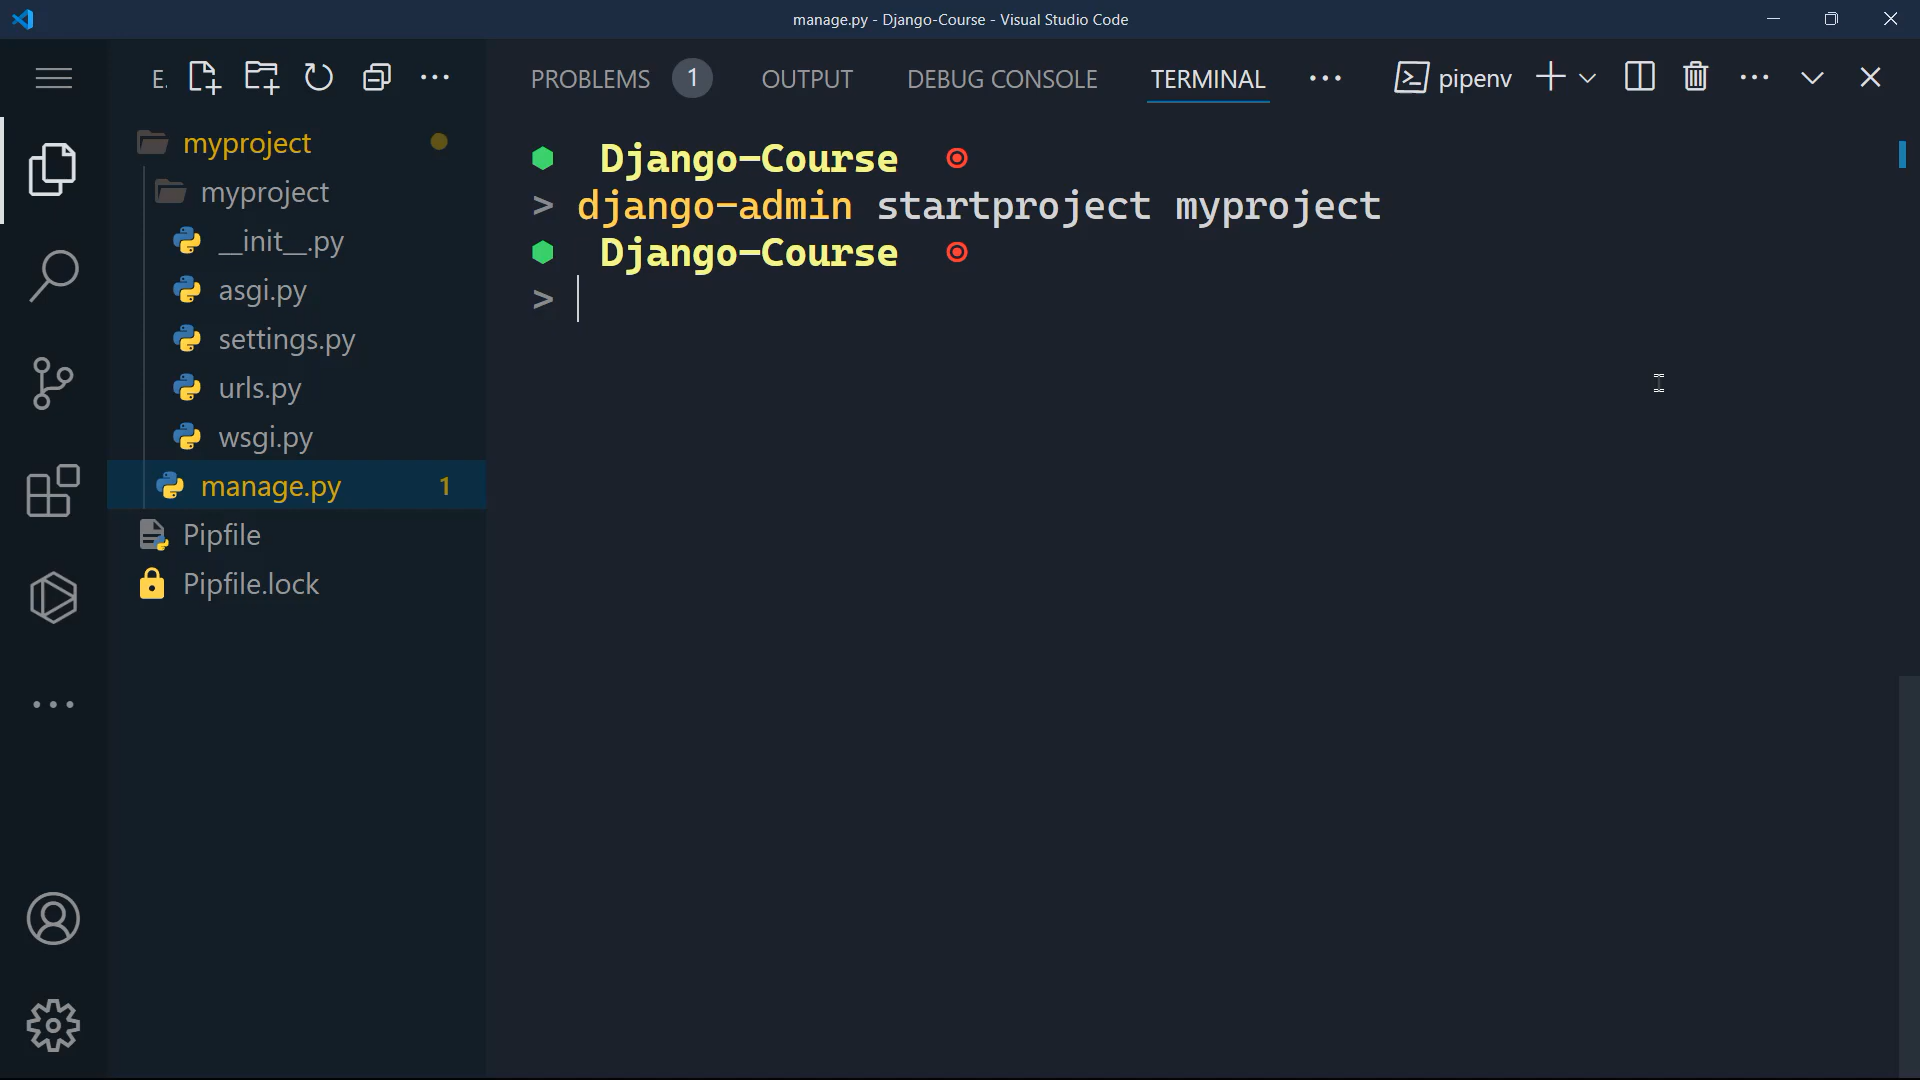 manage.py - Django-Course - Visual Studio Code
E.
PROBLEMS 1 OUTPUT DEBUG CONSOLE TERMINAL ... pipenv
myproject
myproject
__init__.py
asgi.py
settings.py
urls.py
wsgi.py
manage.py 1
Pipfile
Pipfile.lock
Django-Course
> django-admin startproject myproject
Django-Course
>